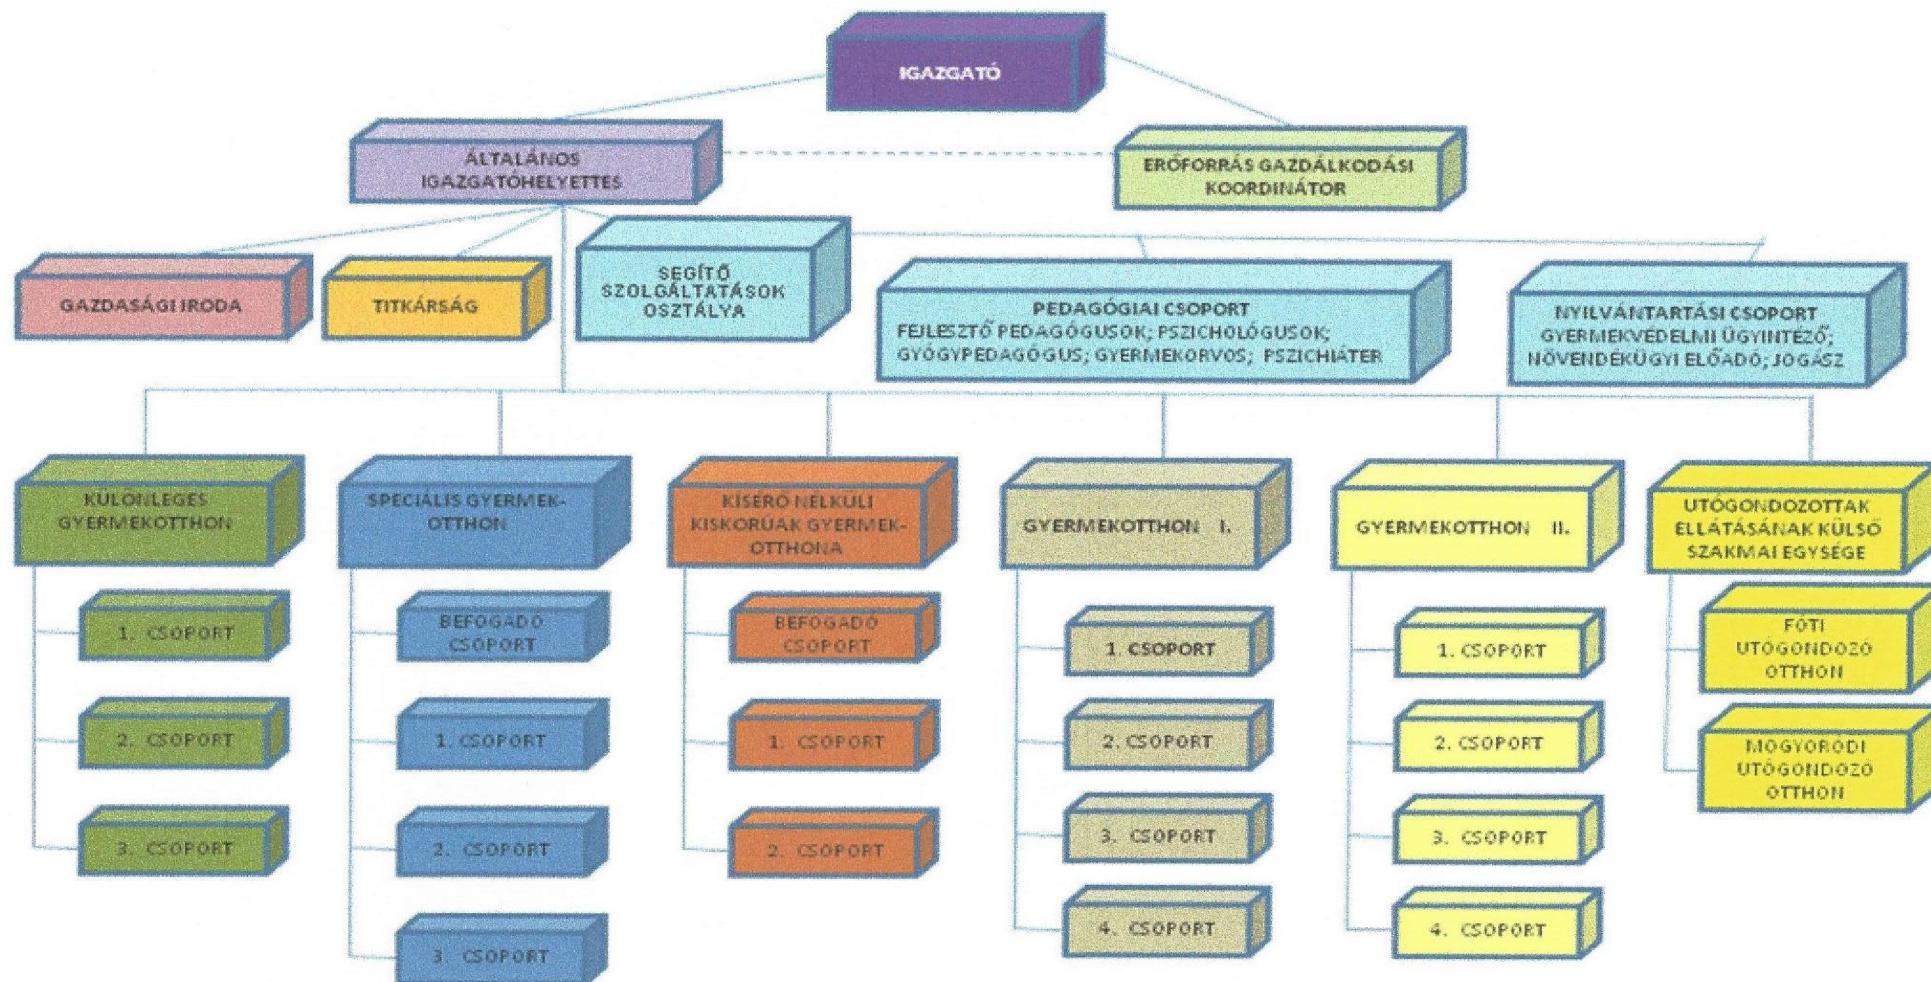 IGAZGATÓ
ÁLTALÁNOS
IGAZGATÓHELYETTES
ERŐFORRÁS GAZDÁLKODÁSI
KOORDINÁTOR
GAZDASÁGI IRODA
TITKÁRSÁG
SEGÍTŐ
SZOLGÁLTATÁSOK
OSZTÁLYA
PEDAGÓGIAI CSOPORT
FEJLESZTŐ PEDAGÓGUSOK; PSZICHOLÓGUSOK;
GYÓGYPEDAGÓGUS; GYERMEKORVOS; PSZICHIÁTER
NYILVÁNTARTÁSI CSOPORT
GYERMEKVÉDELMI ÜGYINTÉZŐ;
NÖVENDÉKÜGYI ELŐADÓ; JOGÁSZ
KÜLÖNLEGES
GYERMEKOTTHON
1. CSOPORT
2. CSOPORT
3. CSOPORT
SPECIÁLIS GYERMEK-
OTTHON
BEFOGADÓ
CSOPORT
1. CSOPORT
2. CSOPORT
3. CSOPORT
KÍSÉRŐ NÉLKÜLI
KISKORÚAK GYERMEK-
OTTHONA
BEFOGADÓ
CSOPORT
1. CSOPORT
2. CSOPORT
GYERMEKOTTHON I.
1. CSOPORT
2. CSOPORT
3. CSOPORT
4. CSOPORT
GYERMEKOTTHON II.
1. CSOPORT
2. CSOPORT
3. CSOPORT
4. CSOPORT
UTÓGONDOZOTTAK
ELLÁTÁSÁNAK KÜLSŐ
SZAKMAI EGYSÉGE
FÓTI
UTÓGONDOZÓ
OTTHON
MOGYORÓDI
UTÓGONDOZÓ
OTTHON